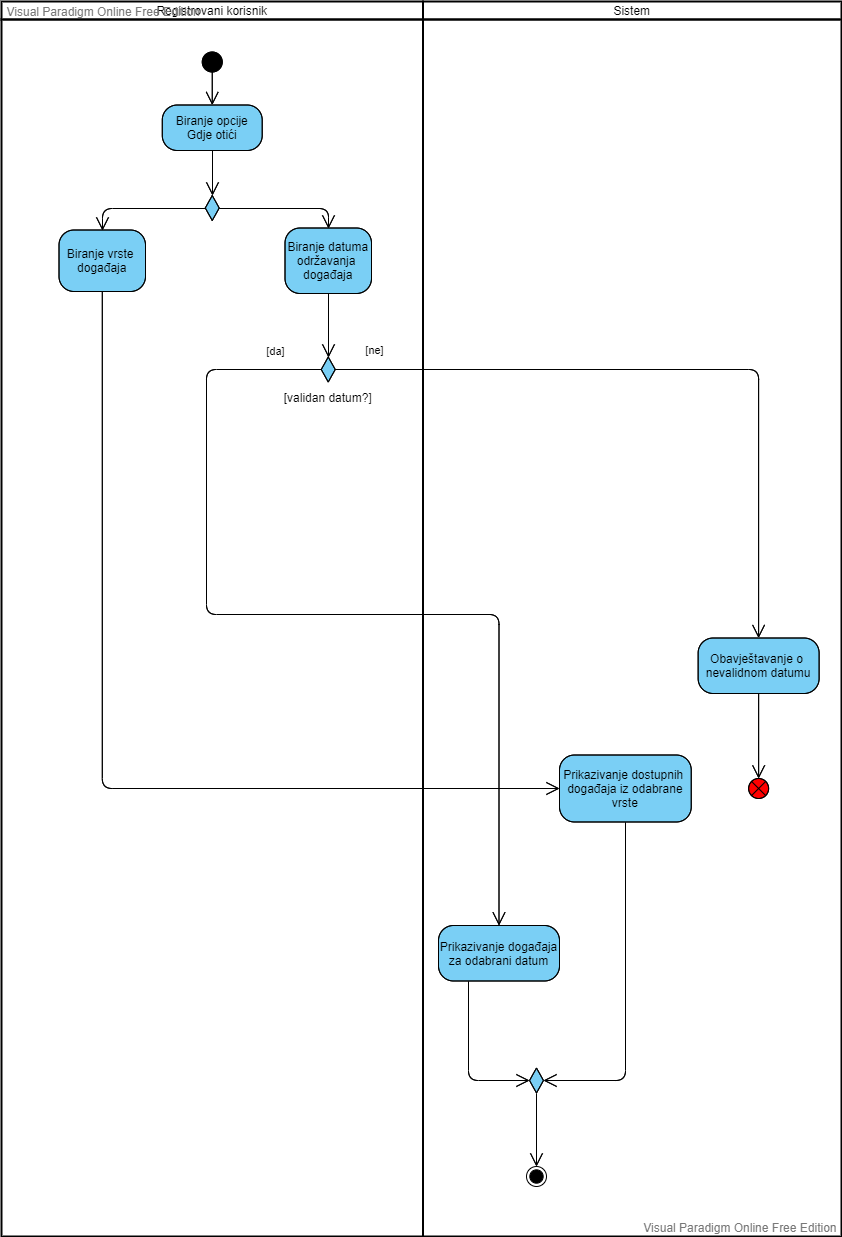 Visual Paradigm Online Free Edition
Registrovani korisnik
Sistem
Biranje opcije
Gdje otići
Biranje vrste
događaja
Biranje datuma
održavanja
događaja
[da]
[ne]
[validan datum?]
Obavještavanje o
nevalidnom datumu
Prikazivanje dostupnih
događaja iz odabrane
vrste
Prikazivanje događaja
za odabrani datum
Visual Paradigm Online Free Edition